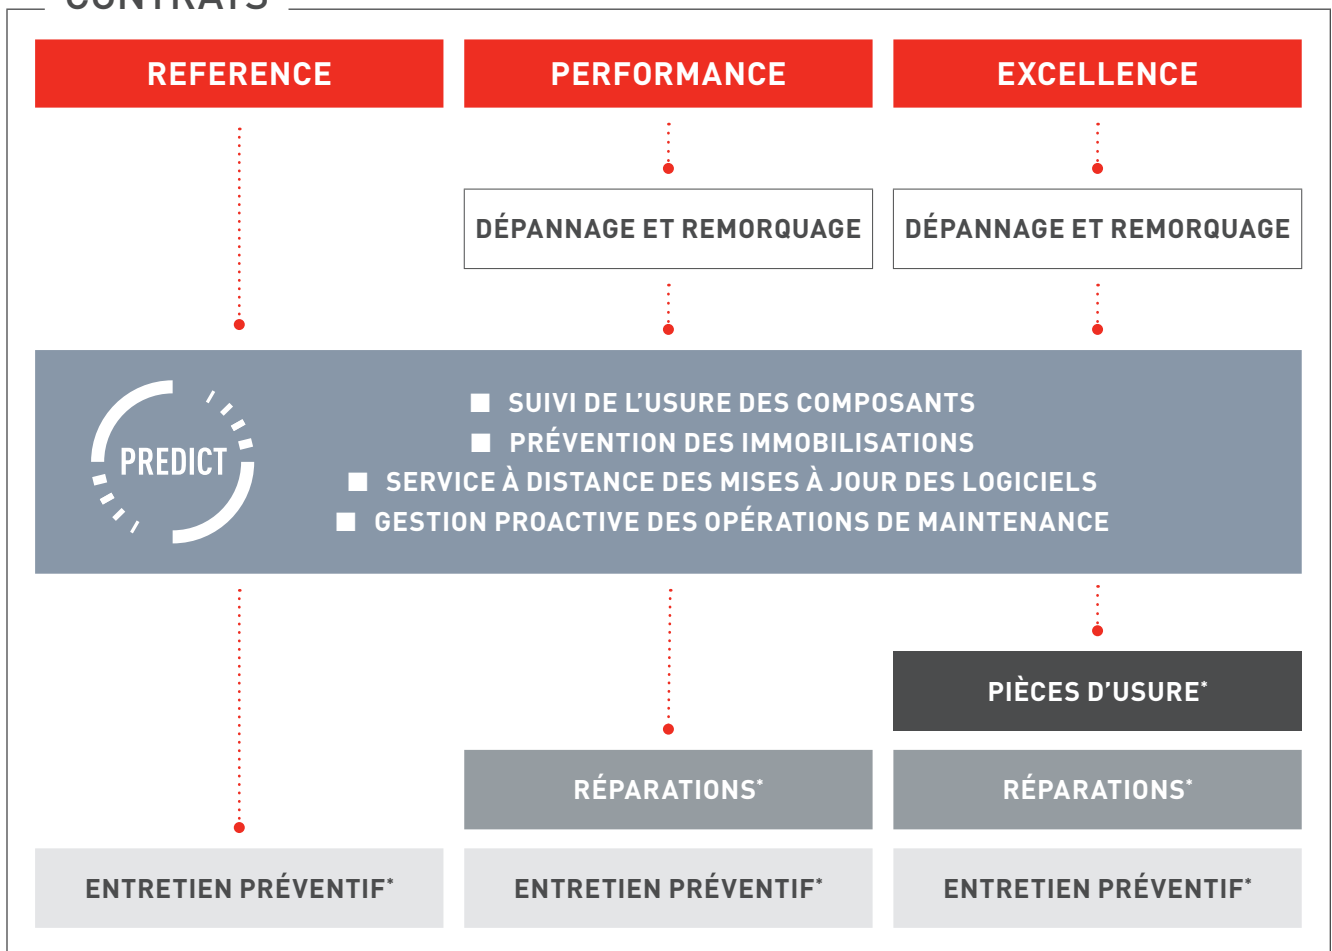 CONTRATS
REFERENCE
PERFORMANCE
EXCELLENCE
DÉPANNAGE ET REMORQUAGE
DÉPANNAGE ET REMORQUAGE
PREDICT
■ SUIVI DE L’USURE DES COMPOSANTS
■ PRÉVENTION DES IMMOBILISATIONS
■ SERVICE À DISTANCE DES MISES À JOUR DES LOGICIELS
■ GESTION PROACTIVE DES OPÉRATIONS DE MAINTENANCE
PIÈCES D’USURE*
RÉPARATIONS*
RÉPARATIONS*
ENTRETIEN PRÉVENTIF*
ENTRETIEN PRÉVENTIF*
ENTRETIEN PRÉVENTIF*